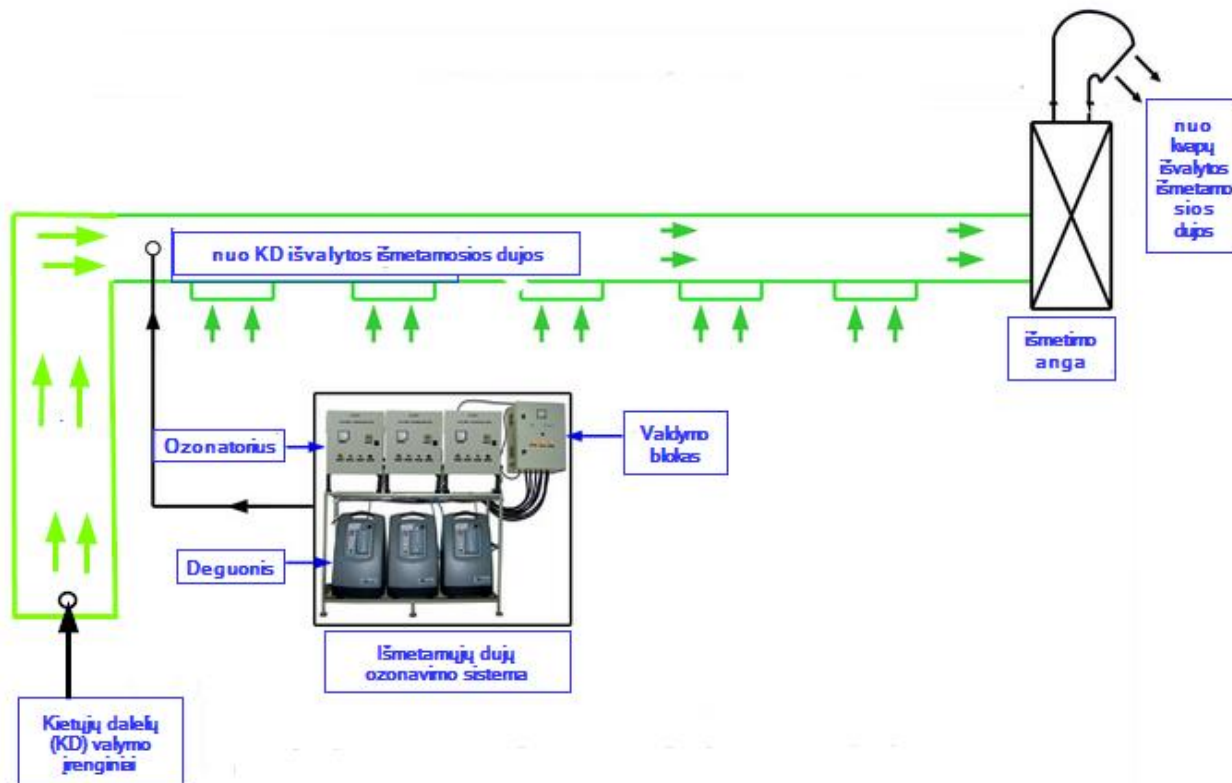 nuo
kvapų
išvalytos
išmetamo
sios
dujos
nuo KD išvalytos išmetamosios dujos
išmetimo
anga
Ozonatorius
Valdymo
blokas
Deguonis
Išmetamųjų dujų
ozonavimo sistema
Kietųjų dalelų
(KD) valymo
įrenginiai